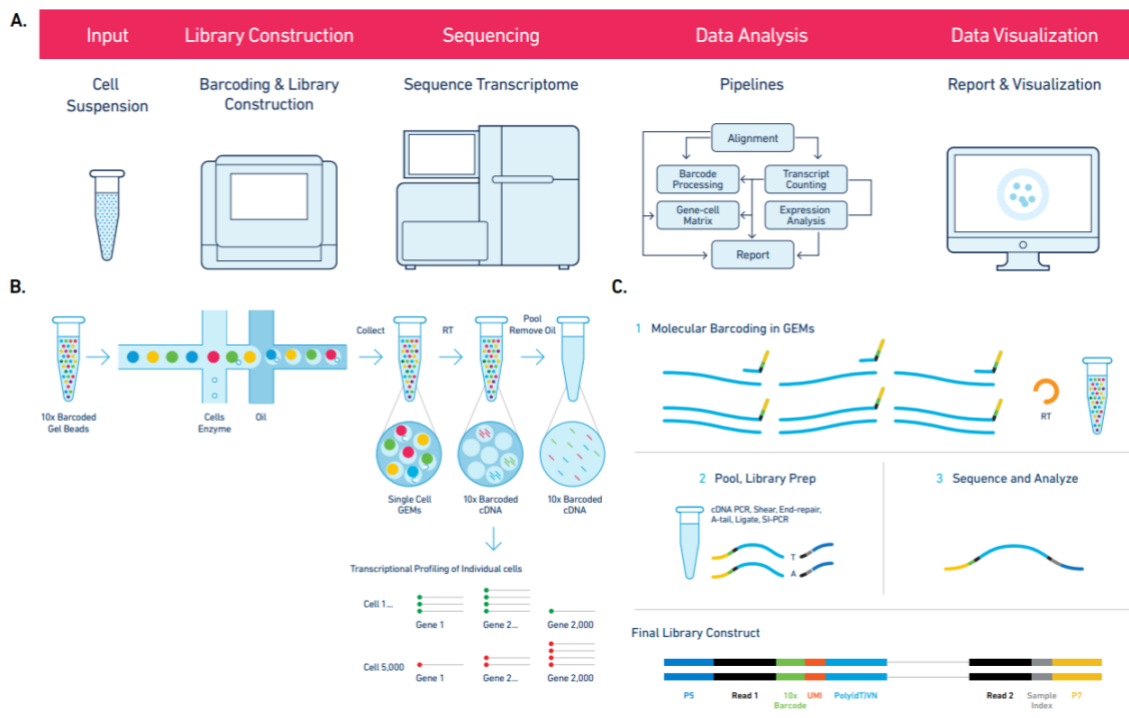 A.
Input
Library Construction
Sequencing
Data Analysis
Data Visualization
Cell
Suspension
Barcoding & Library
Construction
Sequence Transcriptome
Pipelines
Report & Visualization
Alignment
Barcode
Processing
Transcript
Counting
Gene-cell
Matrix
Expression
Analysis
Report
B.
10x Barcoded
Gel Beads
Cells
Enzyme
Oil
Collect
RT
Pool
Remove Oil
Single Cell
GEMs
10x Barcoded
cDNA
10x Barcoded
cDNA
Transcriptional Profiling of Individual cells
Cell 1...
Gene 1
Gene 2...
Gene 2,000
Cell 5,000
Gene 1
Gene 2...
Gene 2,000
C.
1 Molecular Barcoding in GEMs
RT
2 Pool, Library Prep
cDNA PCR, Shear, End-repair,
A-tail, Ligate, SI-PCR
T
A
3 Sequence and Analyze
Final Library Construct
P5
Read 1
10x
Barcode
UMI
Poly(dT)VN
Read 2
Sample
Index
P7